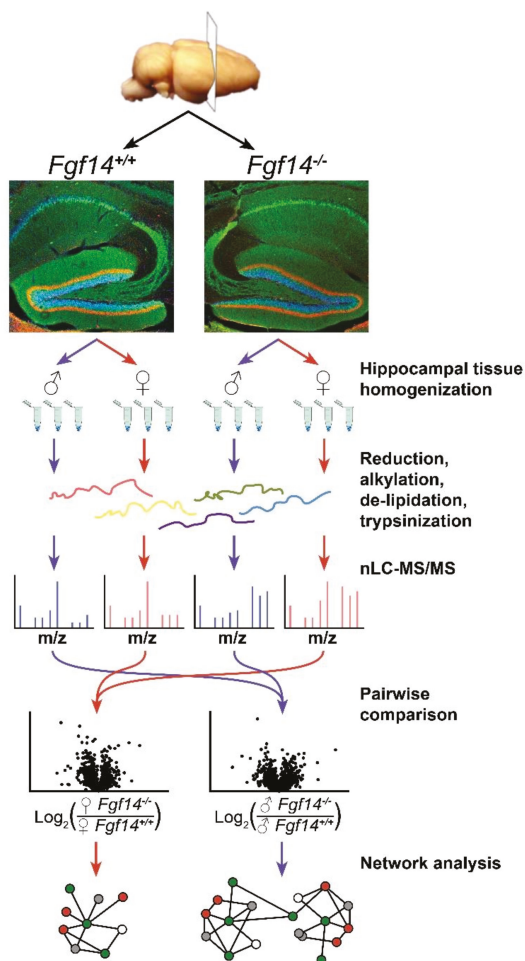 Fgf14+/+ Fgf14-/-
♂ ♀ ♂ ♀
Hippocampal tissue
homogenization
Reduction,
alkylation,
de-lipidation,
trypsinization
nLC-MS/MS
m/z m/z m/z m/z
Pairwise
comparison
Log2(♀ Fgf14-/- / ♀ Fgf14+/+) Log2(♂ Fgf14-/- / ♂ Fgf14+/+)
Network analysis